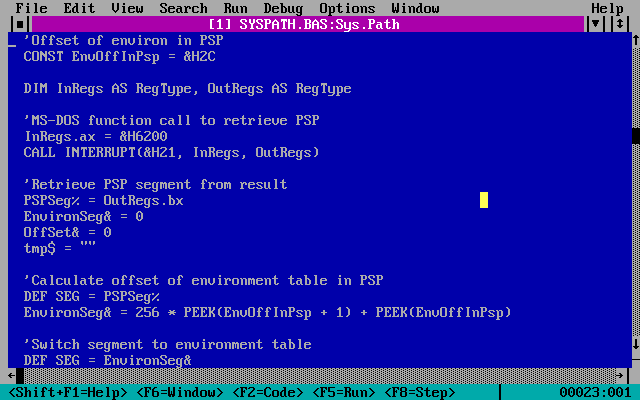 File Edit View Search Run Debug Options Window Help
[1] SYSPATH.BAS:Sys.Path
'Offset of environ in PSP
CONST EnvOffInPsp = &H2C
DIM InRegs AS RegType, OutRegs AS RegType
'MS-DOS function call to retrieve PSP
InRegs.ax = &H6200
CALL INTERRUPT(&H21, InRegs, OutRegs)
'Retrieve PSP segment from result
PSPSeg% = OutRegs.bx
EnvironSeg& = 0
OffSet& = 0
tmp$ = ""
'Calculate offset of environment table in PSP
DEF SEG = PSPSeg%
EnvironSeg& = 256 * PEEK(EnvOffInPsp + 1) + PEEK(EnvOffInPsp)
'Switch segment to environment table
DEF SEG = EnvironSeg&
<Shift+F1=Help> <F6=Window> <F2=Code> <F5=Run> <F8=Step> 00023:001